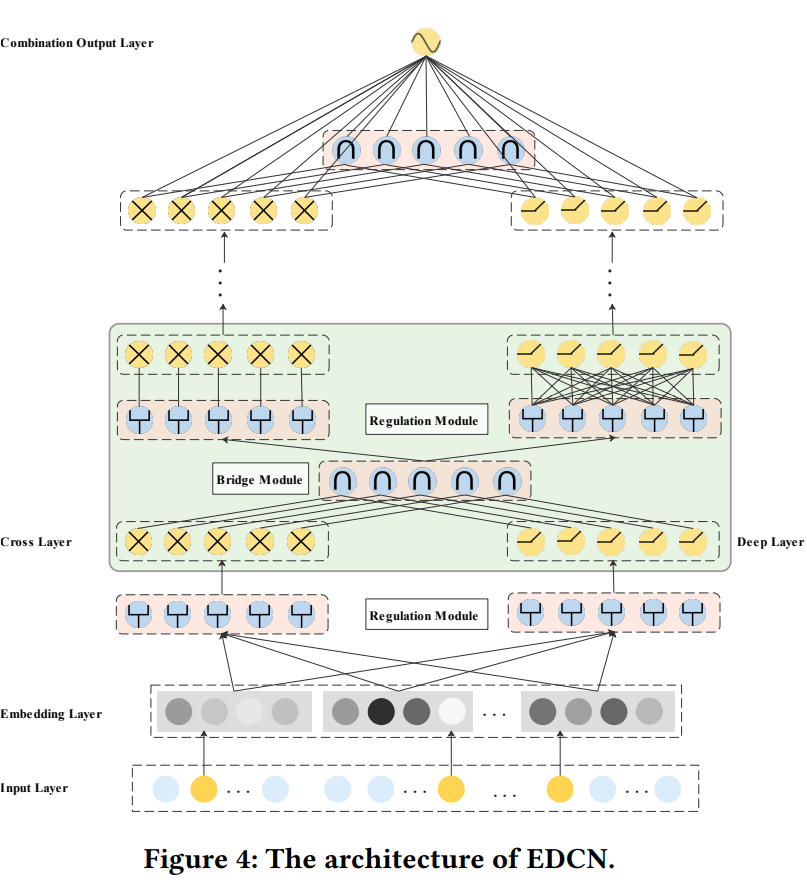 Combination Output Layer
Regulation Module
Bridge Module
Cross Layer
Deep Layer
Regulation Module
Embedding Layer
...
Input Layer
... ... ... ...
Figure 4: The architecture of EDCN.